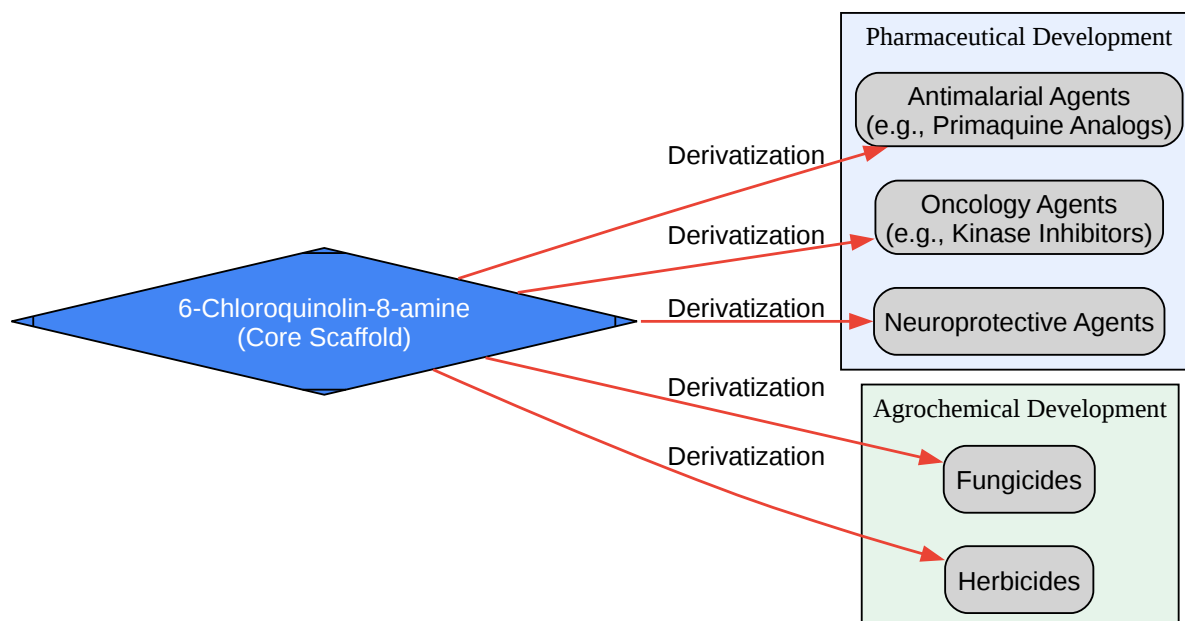 Pharmaceutical Development
Antimalarial Agents
(e.g., Primaquine Analogs)
Derivatization
Oncology Agents
(e.g., Kinase Inhibitors)
Derivatization
6-Chloroquinolin-8-amine
(Core Scaffold)
Derivatization
Neuroprotective Agents
Derivatization
Agrochemical Development
Derivatization
Fungicides
Herbicides